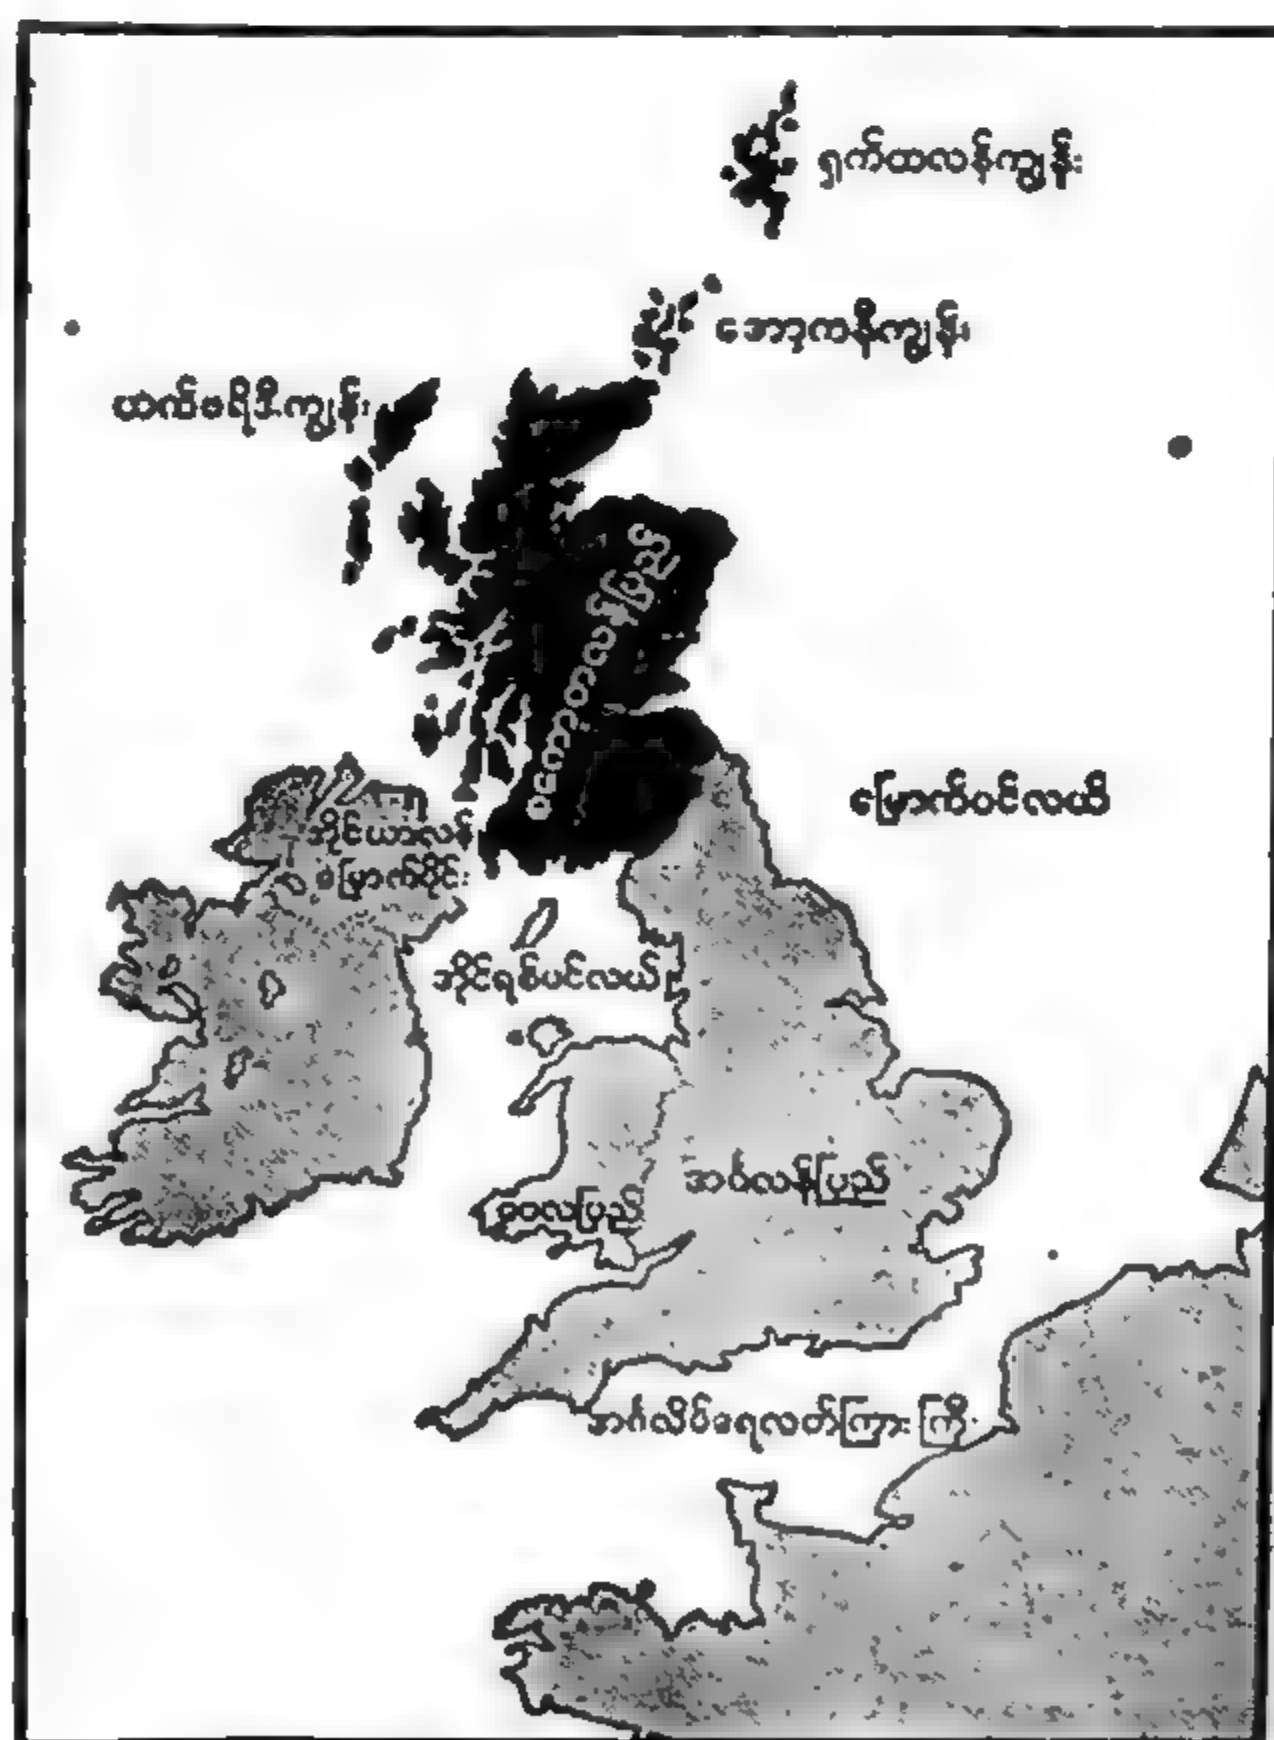 ရှက်ထလန်ကျွန်း
အော့ကနီကျွန်း
ဟက်ဗရိဒီကျွန်း
စကော့တလန်ပြည်
မြောက်ပင်လယ်
အိုင်ယာလန်
မြောက်ပိုင်း
အိုင်ရစ်ပင်လယ်
အင်္ဂလန်ပြည်
ဝေလပြည်
အင်္ဂလိပ်ရေလတ်ကြားကြီး